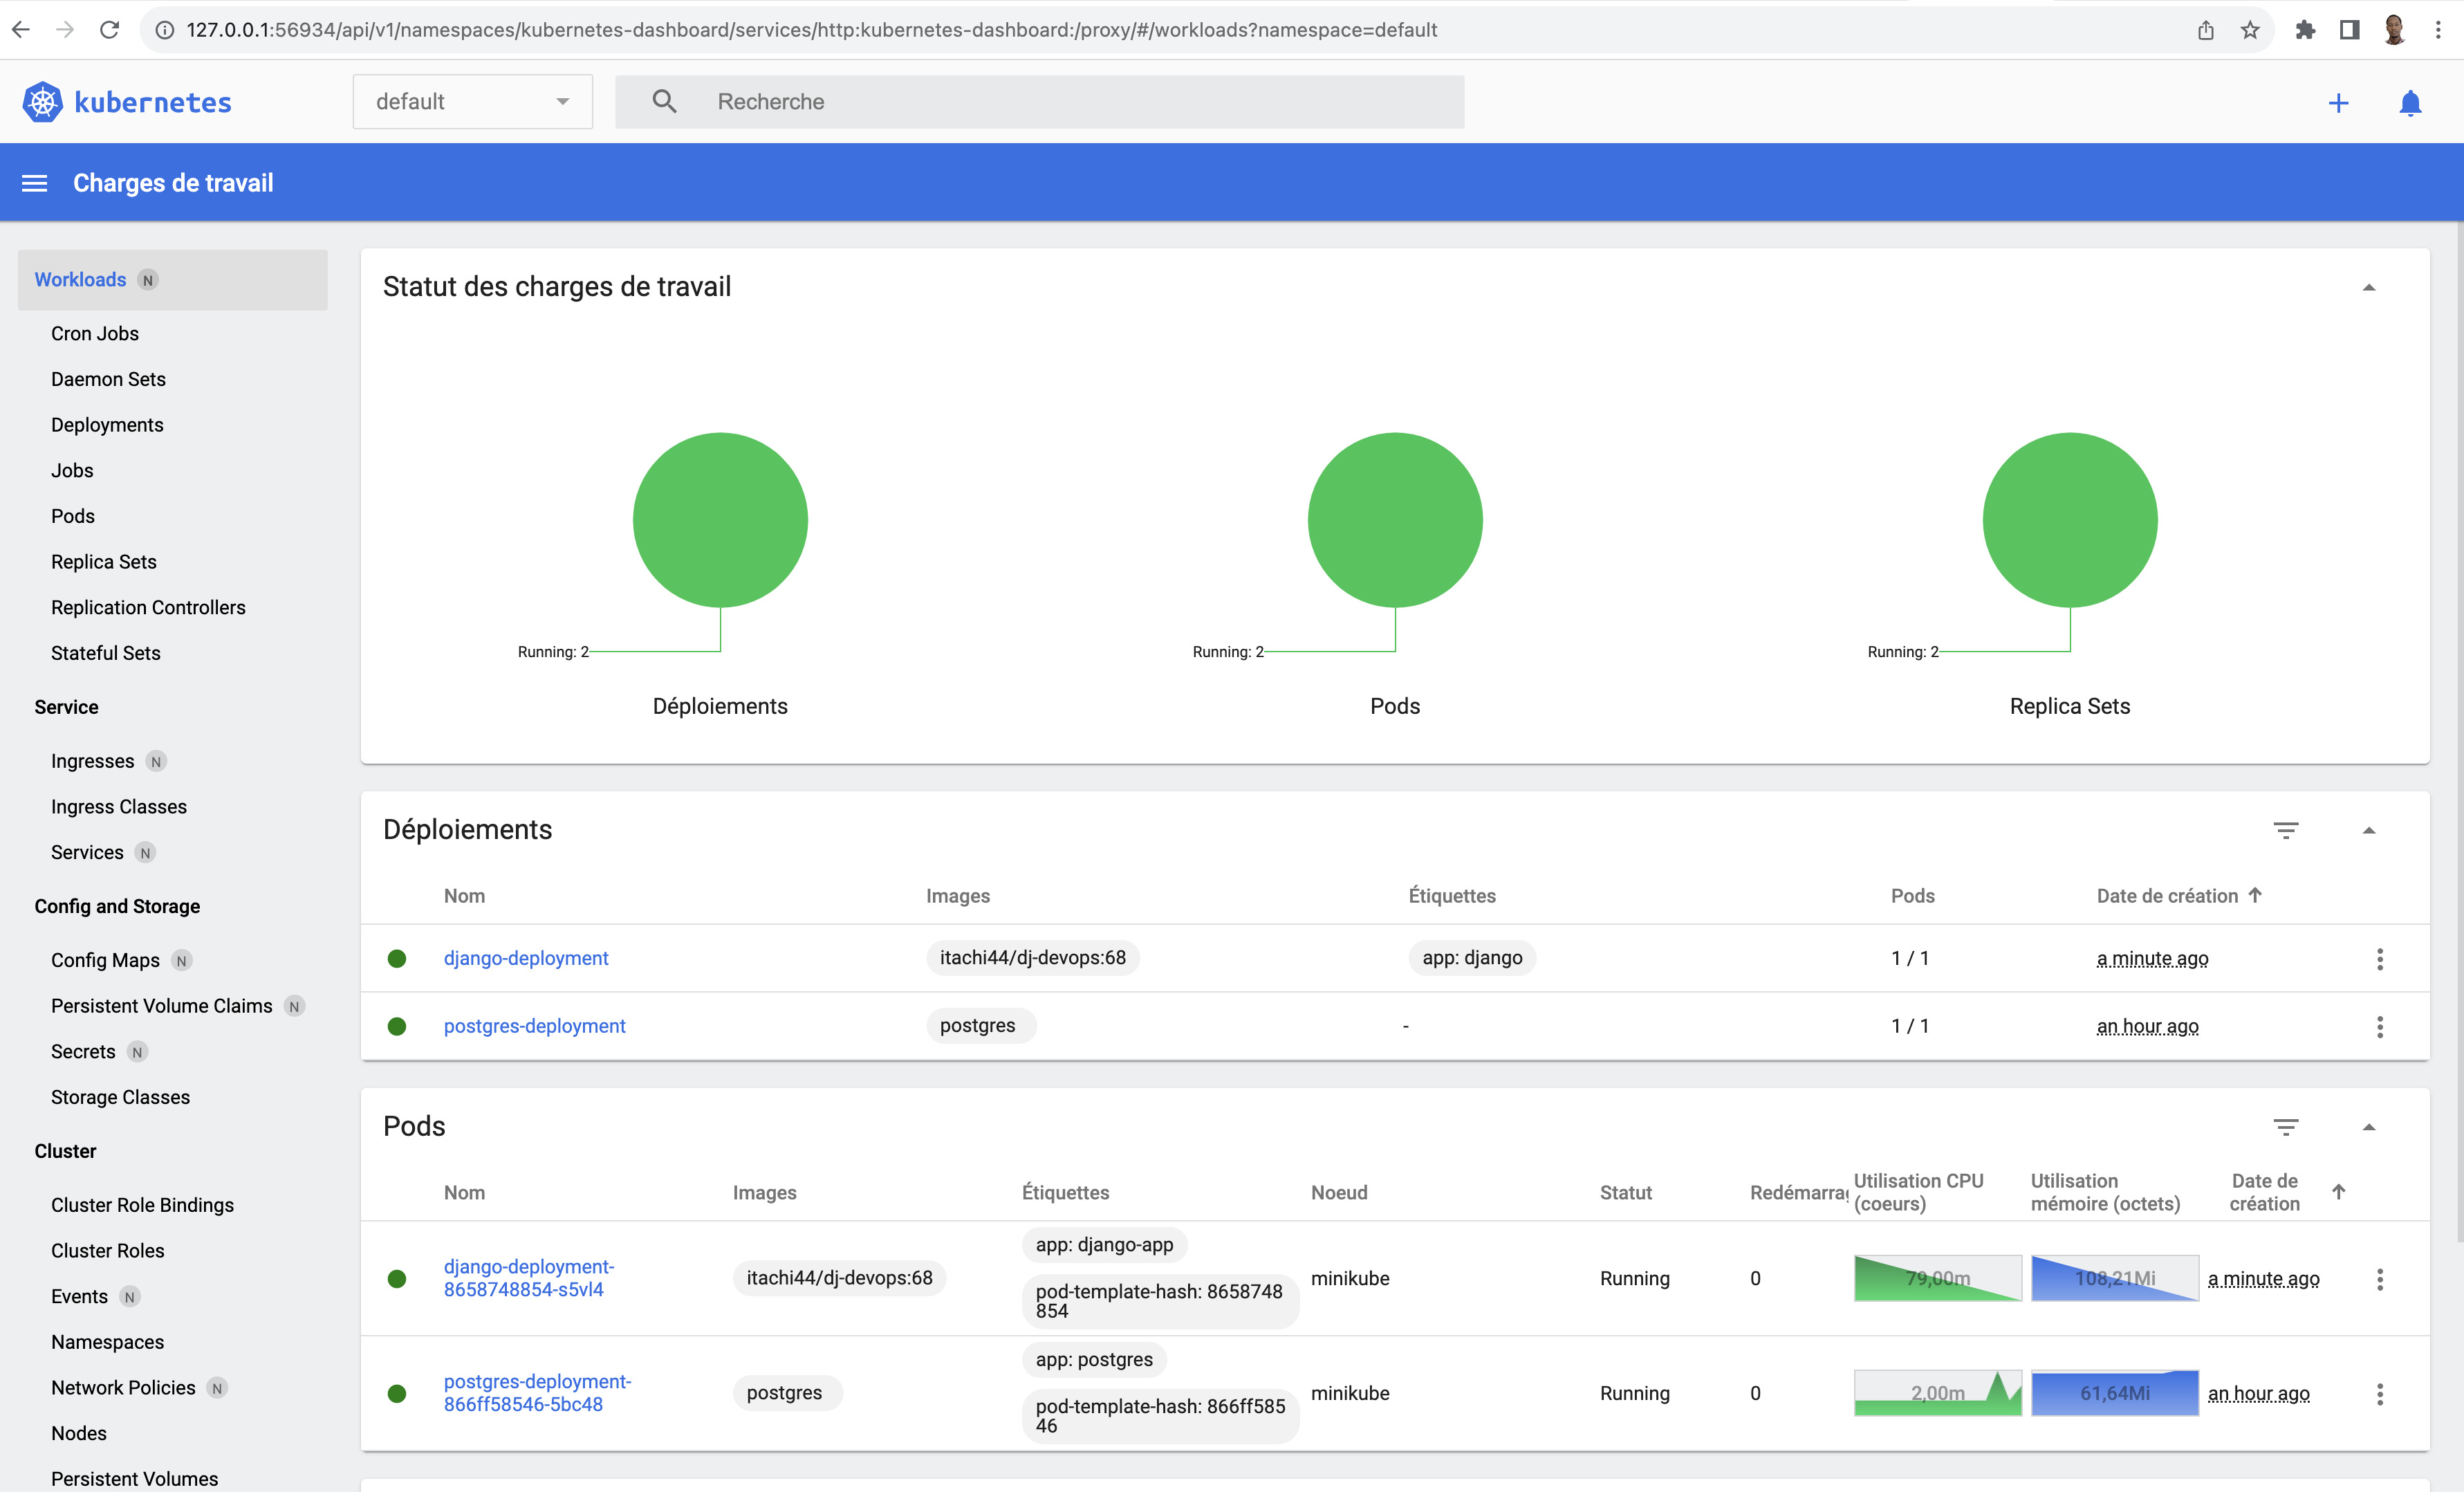 127.0.0.1:56934/api/v1/namespaces/kubernetes-dashboard/services/http:kubernetes-dashboard:/proxy/#/workloads?namespace=default
kubernetes
default
Recherche
Charges de travail
Workloads N
Cron Jobs
Daemon Sets
Deployments
Jobs
Pods
Replica Sets
Replication Controllers
Stateful Sets
Service
Ingresses N
Ingress Classes
Services N
Config and Storage
Config Maps N
Persistent Volume Claims N
Secrets N
Storage Classes
Cluster
Cluster Role Bindings
Cluster Roles
Events N
Namespaces
Network Policies N
Nodes
Persistent Volumes
Statut des charges de travail
Running: 2
Running: 2
Running: 2
Déploiements
Pods
Replica Sets
Déploiements
Nom Images Étiquettes Pods Date de création
django-deployment itachi44/dj-devops:68 app: django 1 / 1 a minute ago
postgres-deployment postgres - 1 / 1 an hour ago
Pods
Nom Images Étiquettes Noeud Statut Redémarrag Utilisation CPU (coeurs) Utilisation mémoire (octets) Date de création
django-deployment-
8658748854-s5vl4
itachi44/dj-devops:68
app: django-app
pod-template-hash: 8658748
854
minikube Running 0 79,00m 108,21Mi a minute ago
postgres-deployment-
866ff58546-5bc48
postgres
app: postgres
pod-template-hash: 866ff585
46
minikube Running 0 2,00m 61,64Mi an hour ago